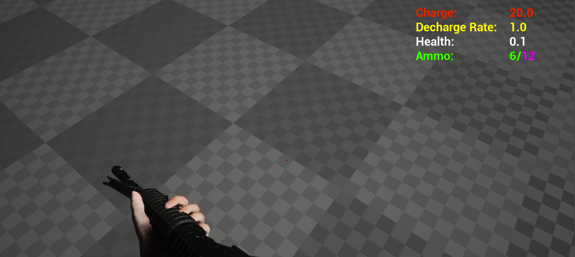 Charge: 20.0
Decharge Rate: 1.0
Health: 0.1
Ammo: 6/12